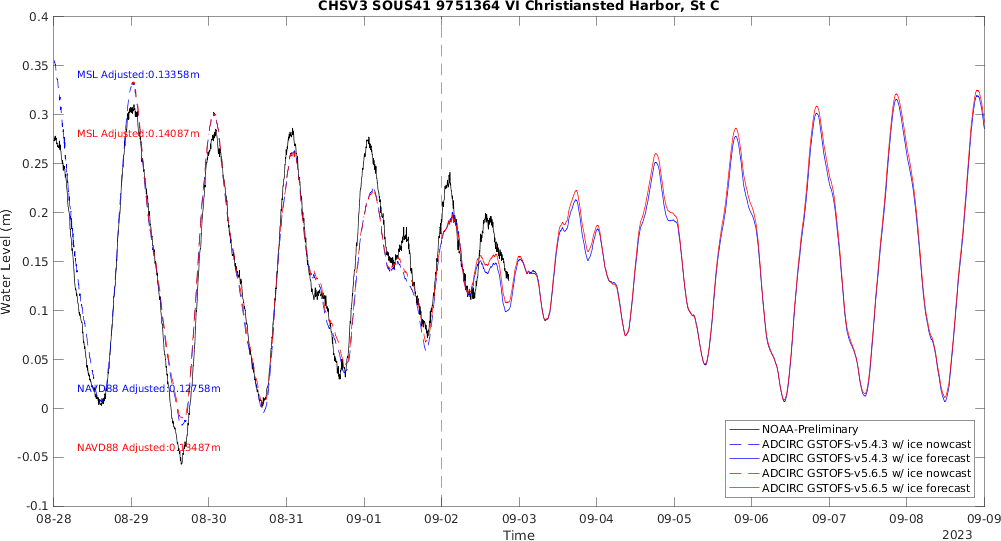 CHSV3 SOUS41 9751364 VI Christiansted Harbor, St C
0.4
0.35
0.3
0.25
0.2
0.15
0.1
0.05
0
-0.05
-0.1
Water Level (m)
MSL Adjusted:0.13358m
MSL Adjusted:0.14087m
NAVD88 Adjusted:0.12758m
NAVD88 Adjusted:0.13487m
NOAA-Preliminary
ADCIRC GSTOFS-v5.4.3 w/ ice nowcast
ADCIRC GSTOFS-v5.4.3 w/ ice forecast
ADCIRC GSTOFS-v5.6.5 w/ ice nowcast
ADCIRC GSTOFS-v5.6.5 w/ ice forecast
08-28 08-29 08-30 08-31 09-01 09-02 09-03 09-04 09-05 09-06 09-07 09-08 09-09
Time
2023